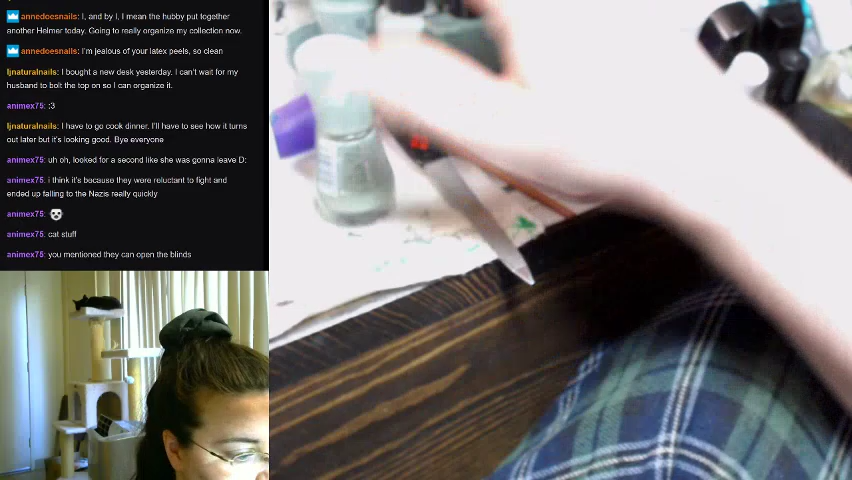 annedoesnails: I, and by I, I mean the hubby put together
another Helmer today. Going to really organize my collection now.
annedoesnails: I'm jealous of your latex peels, so clean
ljnaturalnails: I bought a new desk yesterday. I can't wait for my
husband to bolt the top on so I can organize it.
animex75: :3
ljnaturalnails: I have to go cook dinner. I'll have to see how it turns
out later but it's looking good. Bye everyone
animex75: uh oh, looked for a second like she was gonna leave D:
animex75: i think it's because they were reluctant to fight and
ended up falling to the Nazis really quickly
animex75:
animex75: cat stuff
animex75: you mentioned they can open the blinds